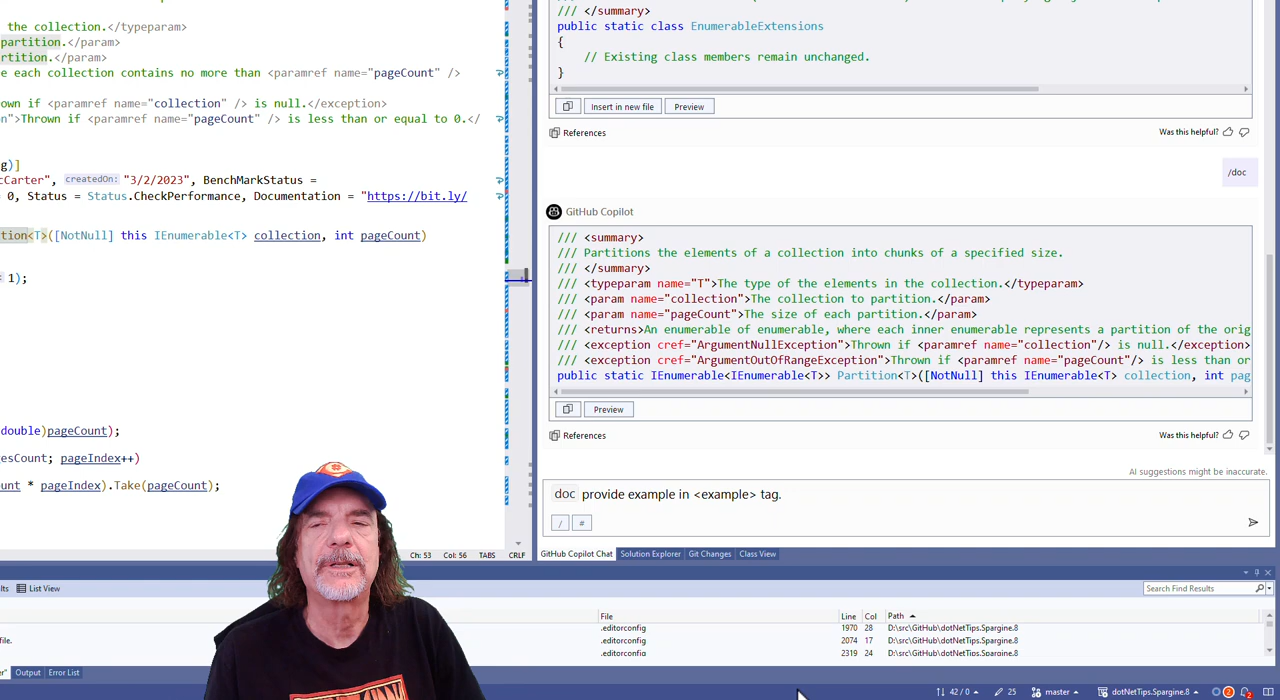 the collection.</typeparam>
partition.</param>
rtition.</param>
e each collection contains no more than <paramref name="pageCount" />
own if <paramref name="collection" /> is null.</exception>
n">Thrown if <paramref name="pageCount" /> is less than or equal to 0.</
g)]
cCarter", createdOn: "3/2/2023", BenchMarkStatus =
0, Status = Status.CheckPerformance, Documentation = "https://bit.ly/
tion<T>([NotNull] this IEnumerable<T> collection, int pageCount)
< 1);
double)pageCount);
gesCount; pageIndex++)
unt * pageIndex).Take(pageCount);
Ch: 53 Col: 56 TABS CRLF
/// </summary>
public static class EnumerableExtensions
{
// Existing class members remain unchanged.
}
Insert in new file Preview
References
Was this helpful?
/doc
GitHub Copilot
/// <summary>
/// Partitions the elements of a collection into chunks of a specified size.
/// </summary>
/// <typeparam name="T">The type of the elements in the collection.</typeparam>
/// <param name="collection">The collection to partition.</param>
/// <param name="pageCount">The size of each partition.</param>
/// <returns>An enumerable of enumerable, where each inner enumerable represents a partition of the orig
/// <exception cref="ArgumentNullException">Thrown if <paramref name="collection"/> is null.</exception>
/// <exception cref="ArgumentOutOfRangeException">Thrown if <paramref name="pageCount"/> is less than or
public static IEnumerable<IEnumerable<T>> Partition<T>([NotNull] this IEnumerable<T> collection, int pag
Preview
References
Was this helpful?
AI suggestions might be inaccurate.
doc provide example in <example> tag.
/ #
GitHub Copilot Chat Solution Explorer Git Changes Class View
lts List View
Search Find Results
File Line Col Path
.editorconfig 1970 28 D:\src\GitHub\dotNetTips.Spargine.8
file. .editorconfig 2074 17 D:\src\GitHub\dotNetTips.Spargine.8
.editorconfig 2319 24 D:\src\GitHub\dotNetTips.Spargine.8
r" Output Error List
42 / 0 25 master dotNetTips.Spargine.8 2 2